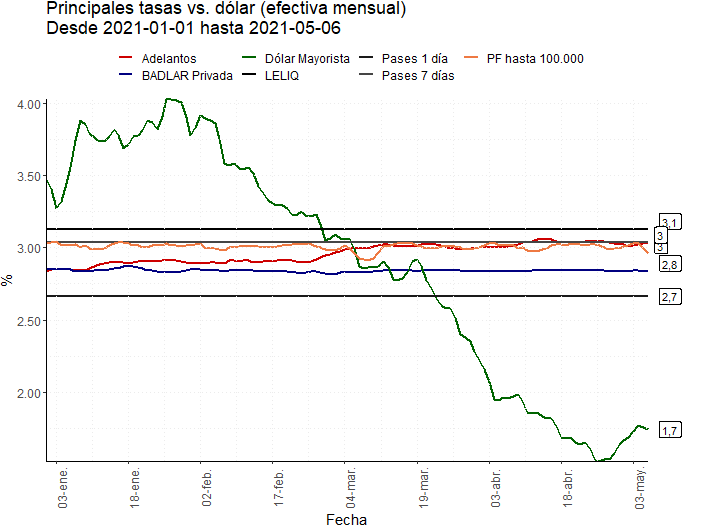 Principales tasas vs. dólar (efectiva mensual)
Desde 2021-01-01 hasta 2021-05-06
Adelantos Dólar Mayorista Pases 1 día PF hasta 100.000
BADLAR Privada LELIQ Pases 7 días
4.00
3.50
3.00
2.50
2.00
%
3,1
3
3
2,8
2,7
1,7
03-ene. 18-ene. 02-feb. 17-feb. 04-mar. 19-mar. 03-abr. 18-abr. 03-may.
Fecha